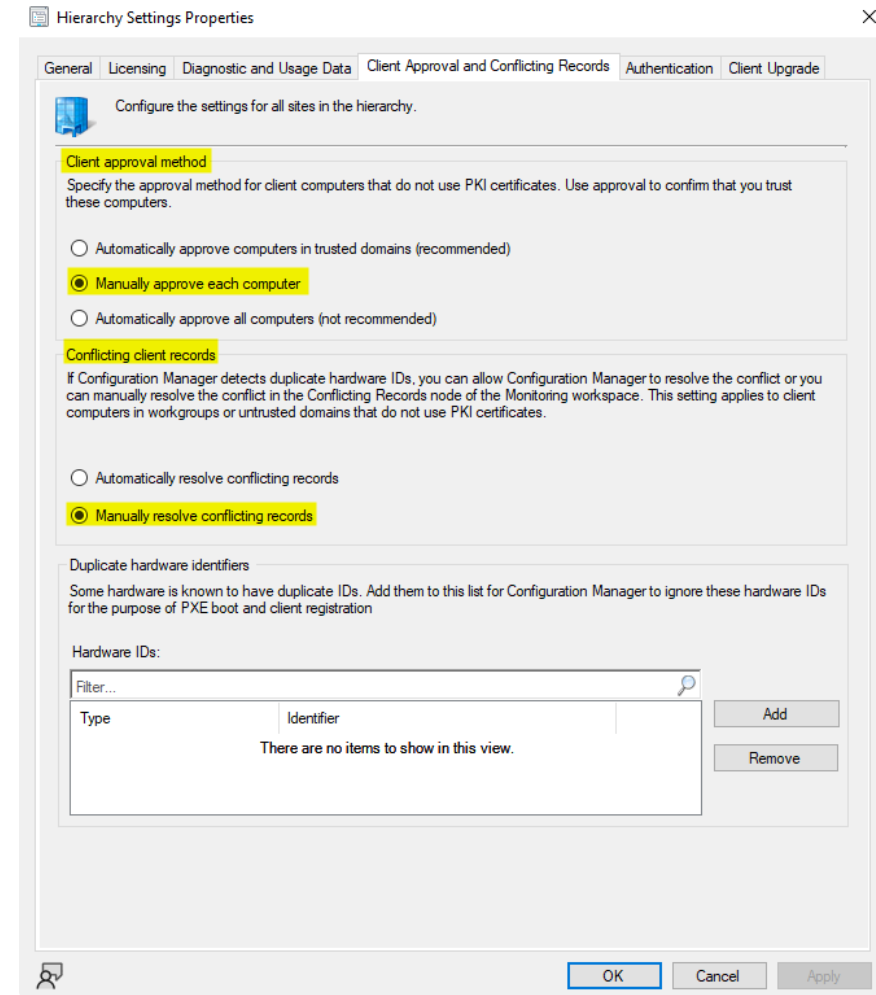 Hierarchy Settings Properties
General Licensing Diagnostic and Usage Data Client Approval and Conflicting Records Authentication Client Upgrade
Configure the settings for all sites in the hierarchy.
Client approval method
Specify the approval method for client computers that do not use PKI certificates. Use approval to confirm that you trust
these computers.
Automatically approve computers in trusted domains (recommended)
Manually approve each computer
Automatically approve all computers (not recommended)
Conflicting client records
If Configuration Manager detects duplicate hardware IDs, you can allow Configuration Manager to resolve the conflict or you
can manually resolve the conflict in the Conflicting Records node of the Monitoring workspace. This setting applies to client
computers in workgroups or untrusted domains that do not use PKI certificates.
Automatically resolve conflicting records
Manually resolve conflicting records
Duplicate hardware identifiers
Some hardware is known to have duplicate IDs. Add them to this list for Configuration Manager to ignore these hardware IDs
for the purpose of PXE boot and client registration
Hardware IDs:
Filter...
Type Identifier
There are no items to show in this view.
Add
Remove
OK Cancel Apply